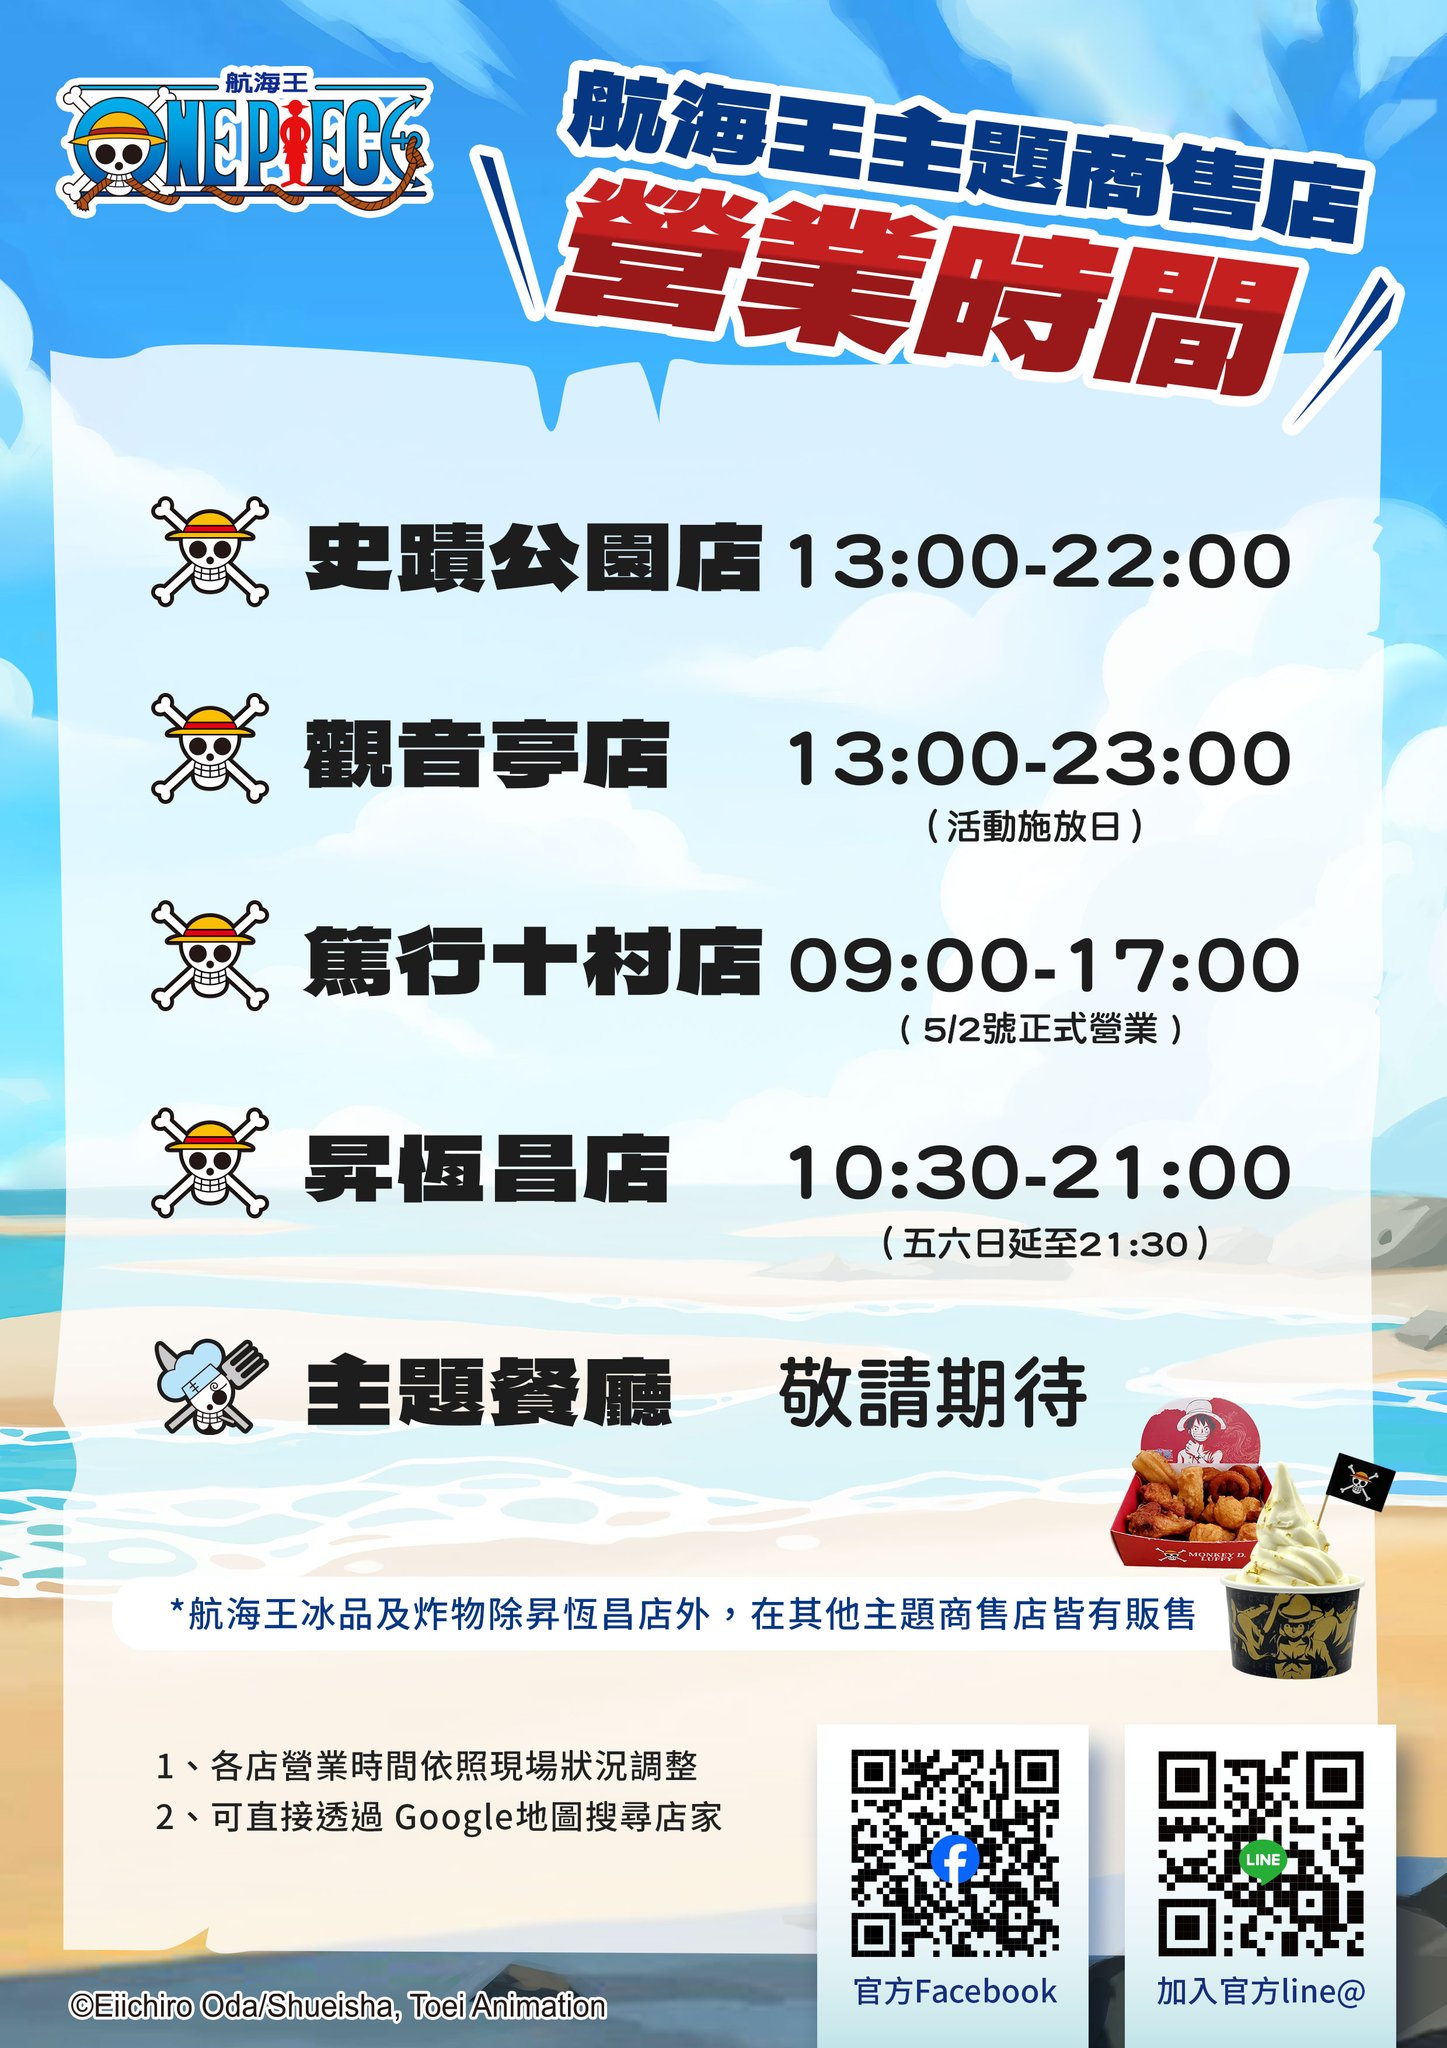 航海王
ONE PIECE
航海王主題商售店
營業時間
史蹟公園店 13:00-22:00
觀音亭店 13:00-23:00
（活動施放日）
篤行十村店 09:00-17:00
（ 5/2號正式營業 ）
昇恆昌店 10:30-21:00
（五六日延至21:30）
主題餐廳 敬請期待
MONKEY D.
LUFFY
*航海王冰品及炸物除昇恆昌店外，在其他主題商售店皆有販售
1、各店營業時間依照現場狀況調整
2、可直接透過 Google地圖搜尋店家
LINE
官方Facebook
加入官方line@
©Eiichiro Oda/Shueisha, Toei Animation